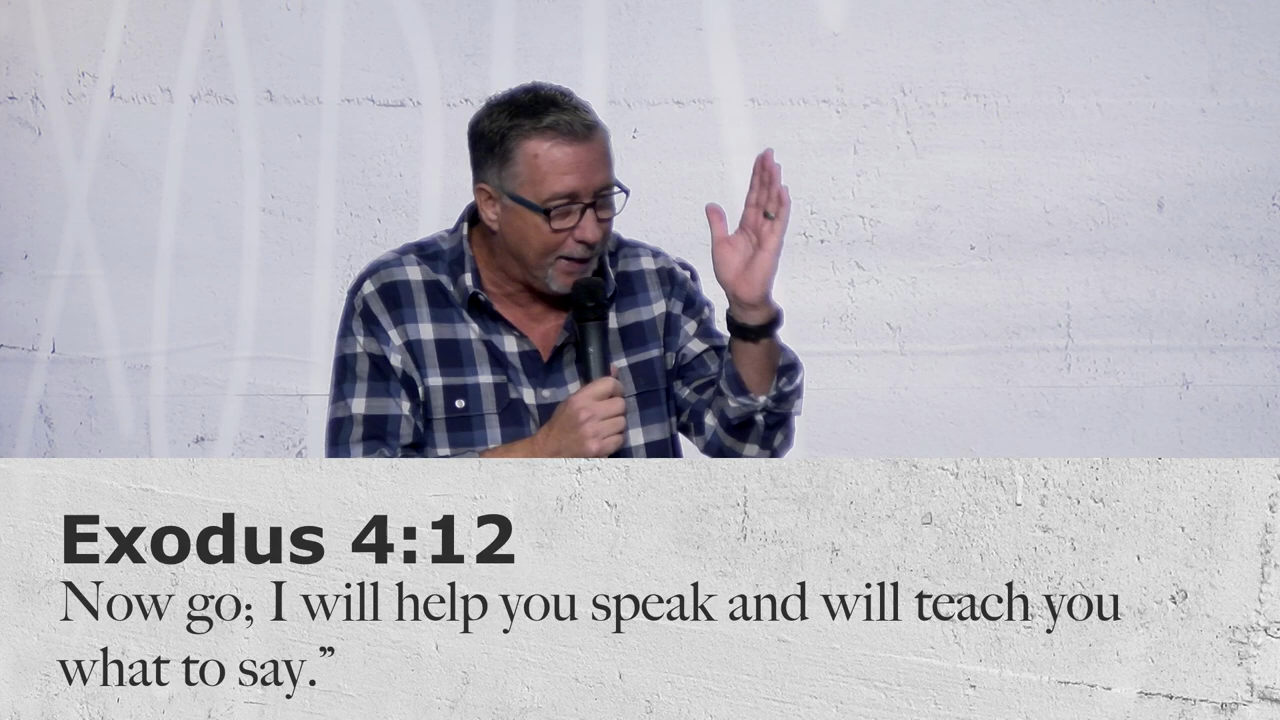 Exodus 4:12
Now go; I will help you speak and will teach you
what to say.”